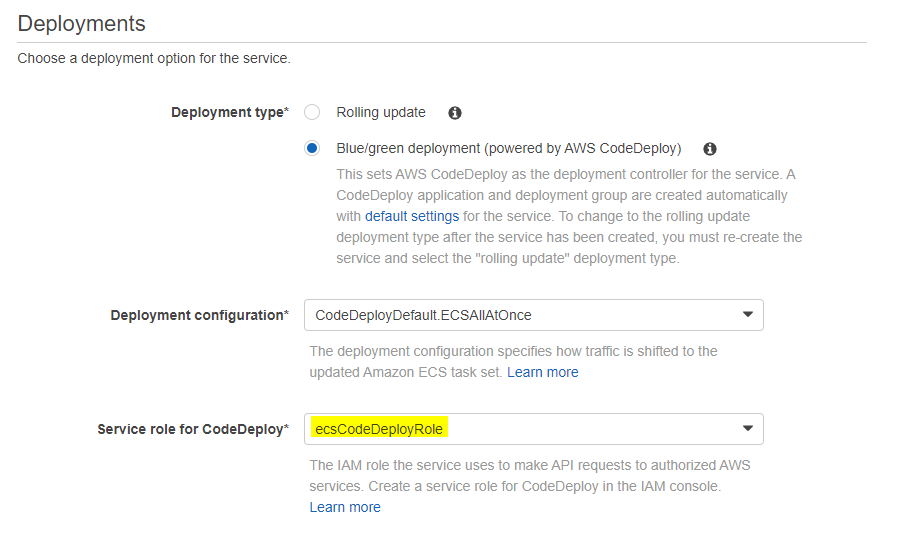 Deployments
Choose a deployment option for the service.
Deployment type* Rolling update
Blue/green deployment (powered by AWS CodeDeploy)
This sets AWS CodeDeploy as the deployment controller for the service. A
CodeDeploy application and deployment group are created automatically
with default settings for the service. To change to the rolling update
deployment type after the service has been created, you must re-create the
service and select the "rolling update" deployment type.
Deployment configuration* CodeDeployDefault.ECSAllAtOnce
The deployment configuration specifies how traffic is shifted to the
updated Amazon ECS task set. Learn more
Service role for CodeDeploy* ecsCodeDeployRole
The IAM role the service uses to make API requests to authorized AWS
services. Create a service role for CodeDeploy in the IAM console.
Learn more